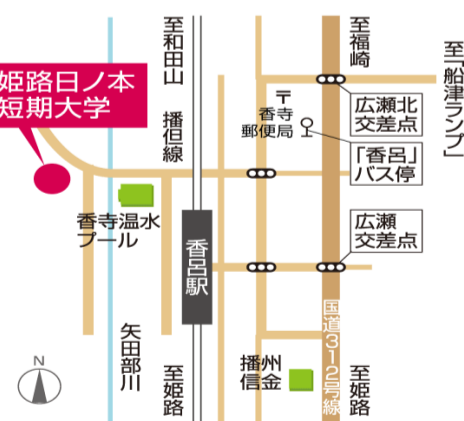 姫路日ノ本
短期大学
至和田山
播但線
至福崎
至「船津ランプ」
〒
香寺
郵便局
広瀬北
交差点
「香呂」
バス停
香寺温水
プール
香呂駅
広瀬
交差点
国道312号線
矢田部川
至姫路
播州
信金
至姫路
N